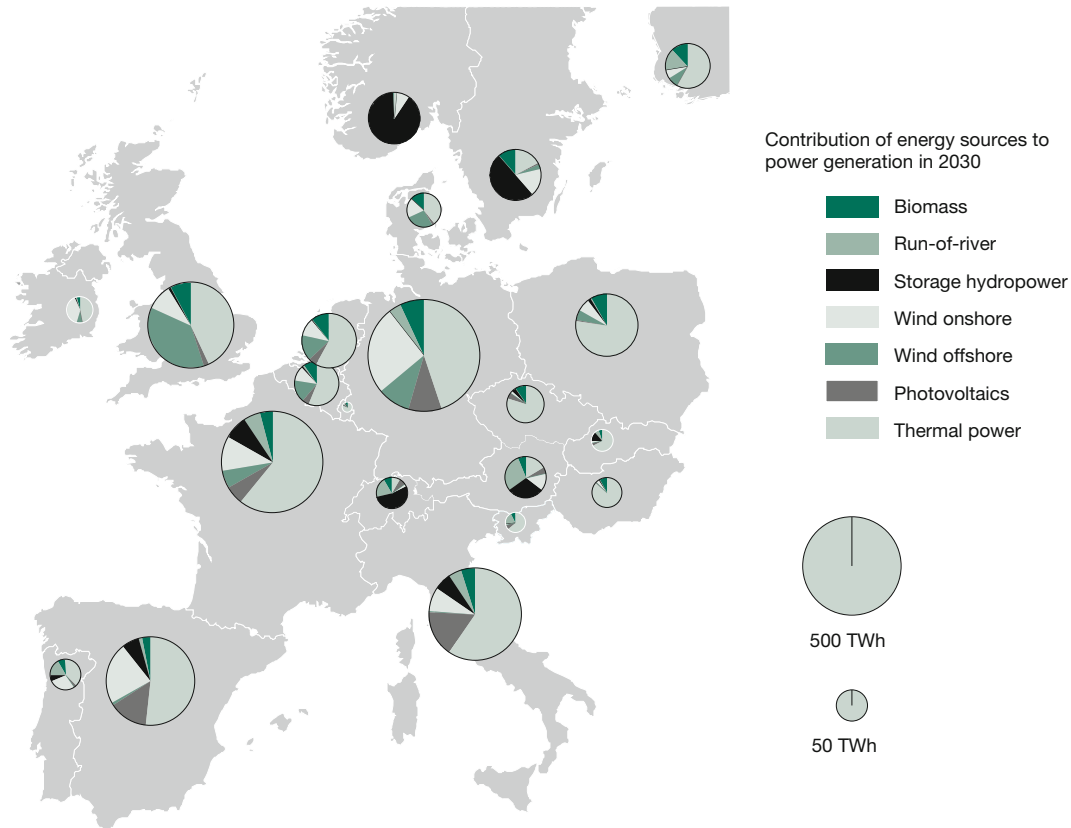 Contribution of energy sources to
power generation in 2030
Biomass
Run-of-river
Storage hydropower
Wind onshore
Wind offshore
Photovoltaics
Thermal power
500 TWh
50 TWh